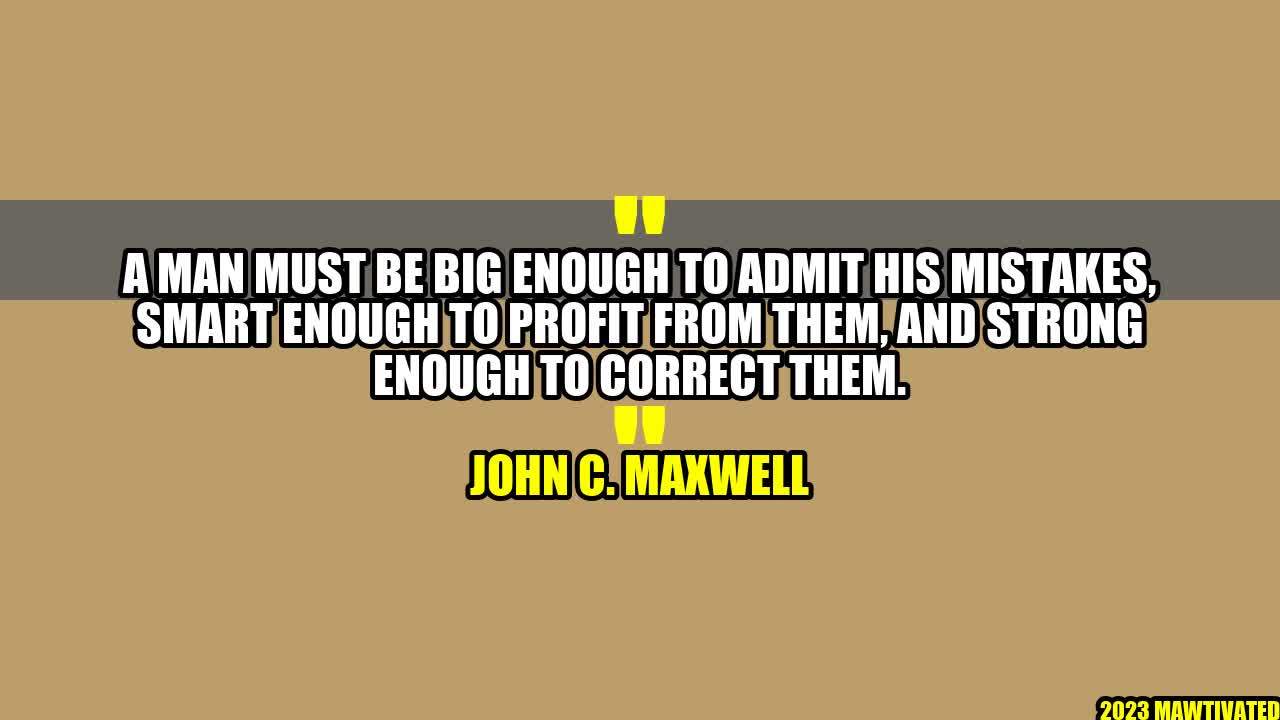 "
A MAN MUST BE BIG ENOUGH TO ADMIT HIS MISTAKES,
SMART ENOUGH TO PROFIT FROM THEM, AND STRONG
ENOUGH TO CORRECT THEM.
"
JOHN C. MAXWELL
2023 MAWTIVATED